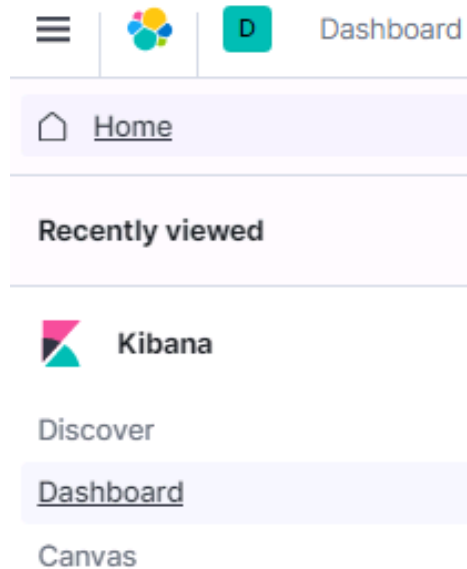 D Dashboard
Home
Recently viewed
Kibana
Discover
Dashboard
Canvas